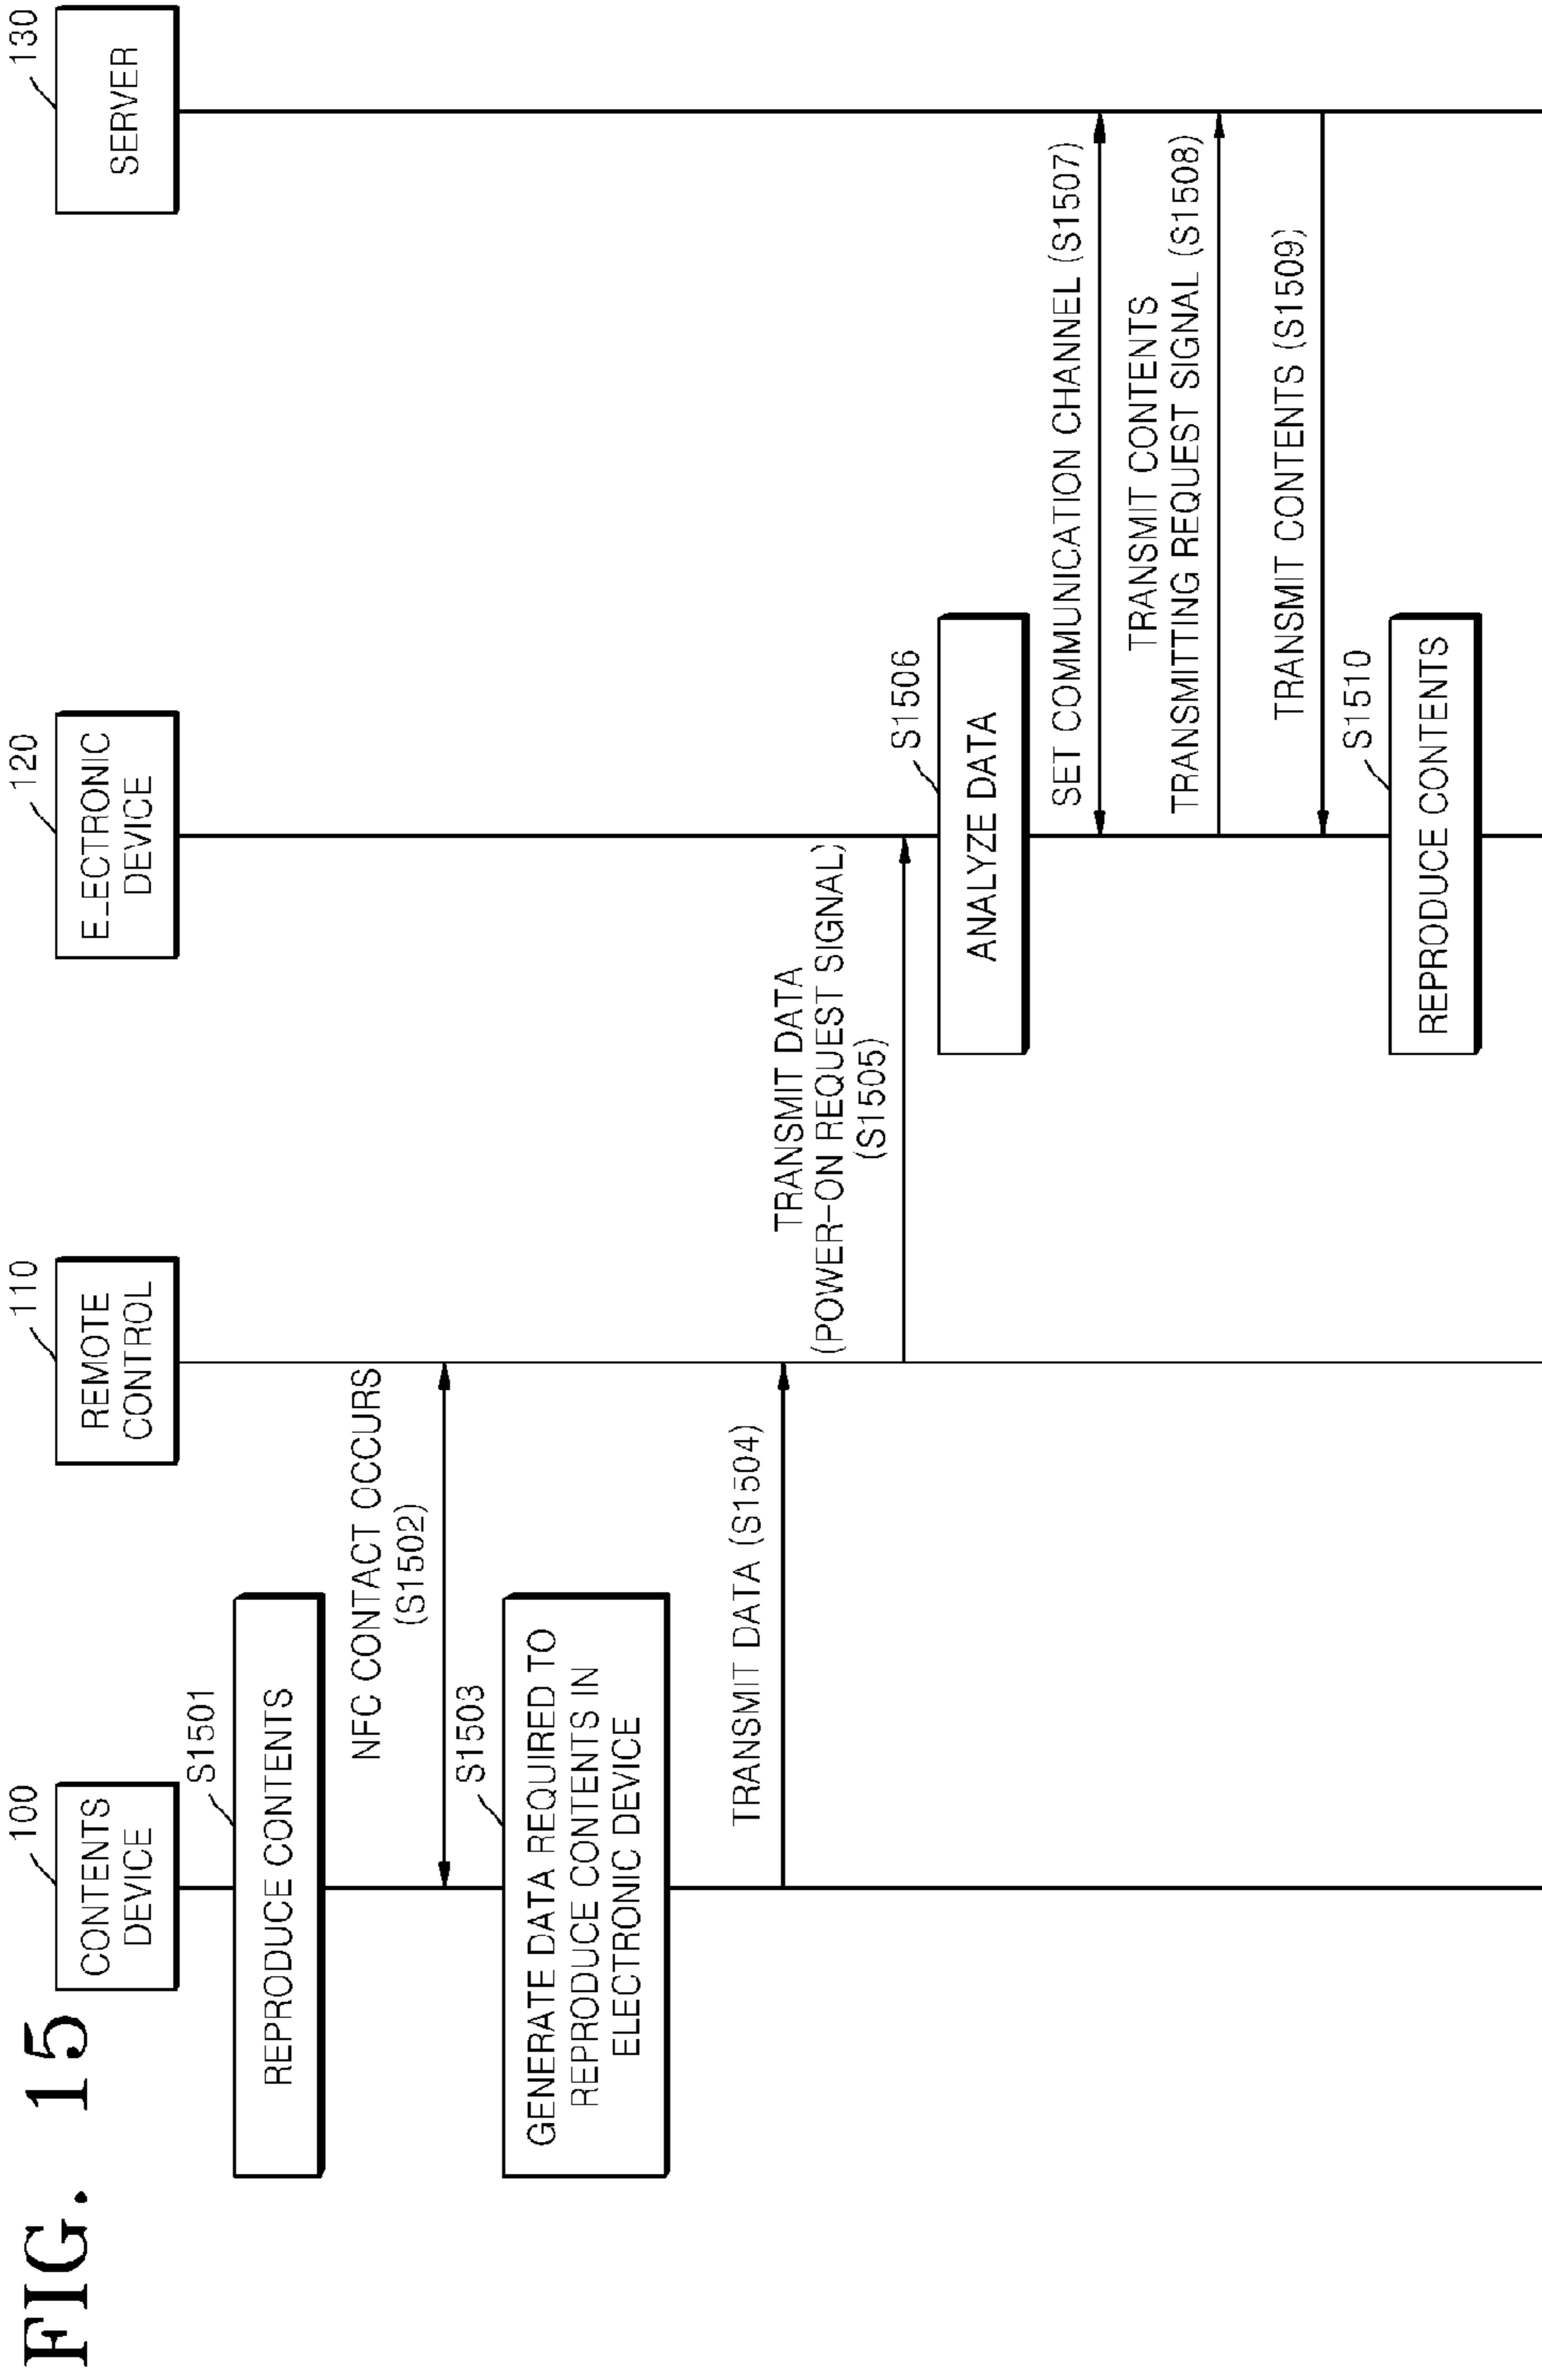 FIG. 15
100
110
120
130
CONTENTS
DEVICE
REMOTE
CONTROL
ELECTRONIC
DEVICE
SERVER
S1501
REPRODUCE CONTENTS
NFC CONTACT OCCURS
(S1502)
S1503
GENERATE DATA REQUIRED TO
REPRODUCE CONTENTS IN
ELECTRONIC DEVICE
TRANSMIT DATA (S1504)
TRANSMIT DATA
(POWER-ON REQUEST SIGNAL)
(S1505)
S1506
ANALYZE DATA
SET COMMUNICATION CHANNEL (S1507)
TRANSMIT CONTENTS
TRANSMITTING REQUEST SIGNAL (S1508)
TRANSMIT CONTENTS (S1509)
S1510
REPRODUCE CONTENTS